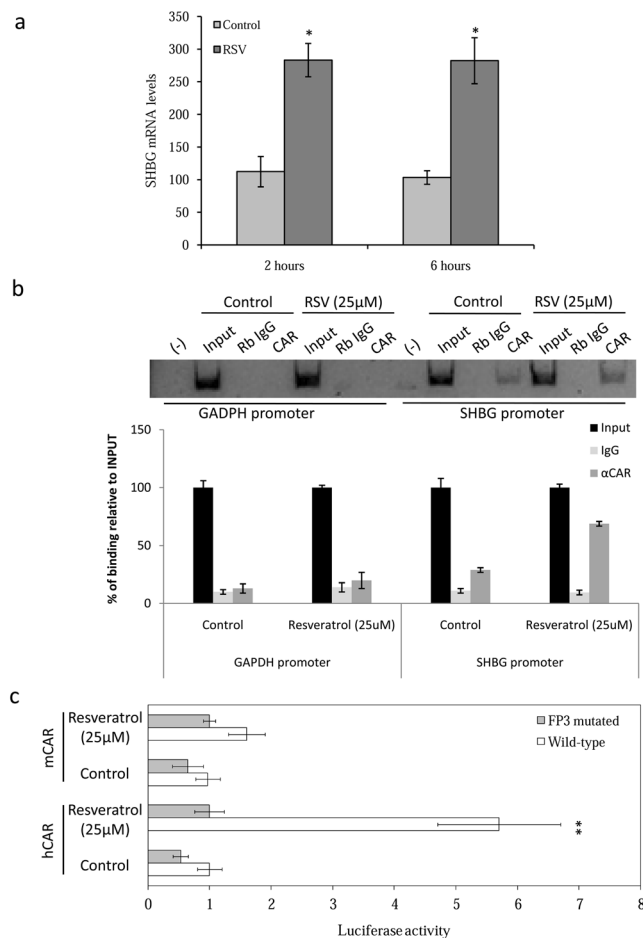 a
Control
RSV
SHBG mRNA levels
350
300
250
200
150
100
50
0
*
*
2 hours
6 hours
b
Control
RSV (25µM)
Control
RSV (25µM)
(-)
Input
Rb IgG
CAR
Input
Rb IgG
CAR
(-)
Input
Rb IgG
CAR
Input
Rb IgG
CAR
GADPH promoter
SHBG promoter
% of binding relative to INPUT
150
100
50
0
Input
IgG
αCAR
Control
Resveratrol (25uM)
Control
Resveratrol (25uM)
GAPDH promoter
SHBG promoter
c
mCAR
Resveratrol
(25µM)
Control
hCAR
Resveratrol
(25µM)
Control
FP3 mutated
Wild-type
**
0 1 2 3 4 5 6 7 8
Luciferase activity